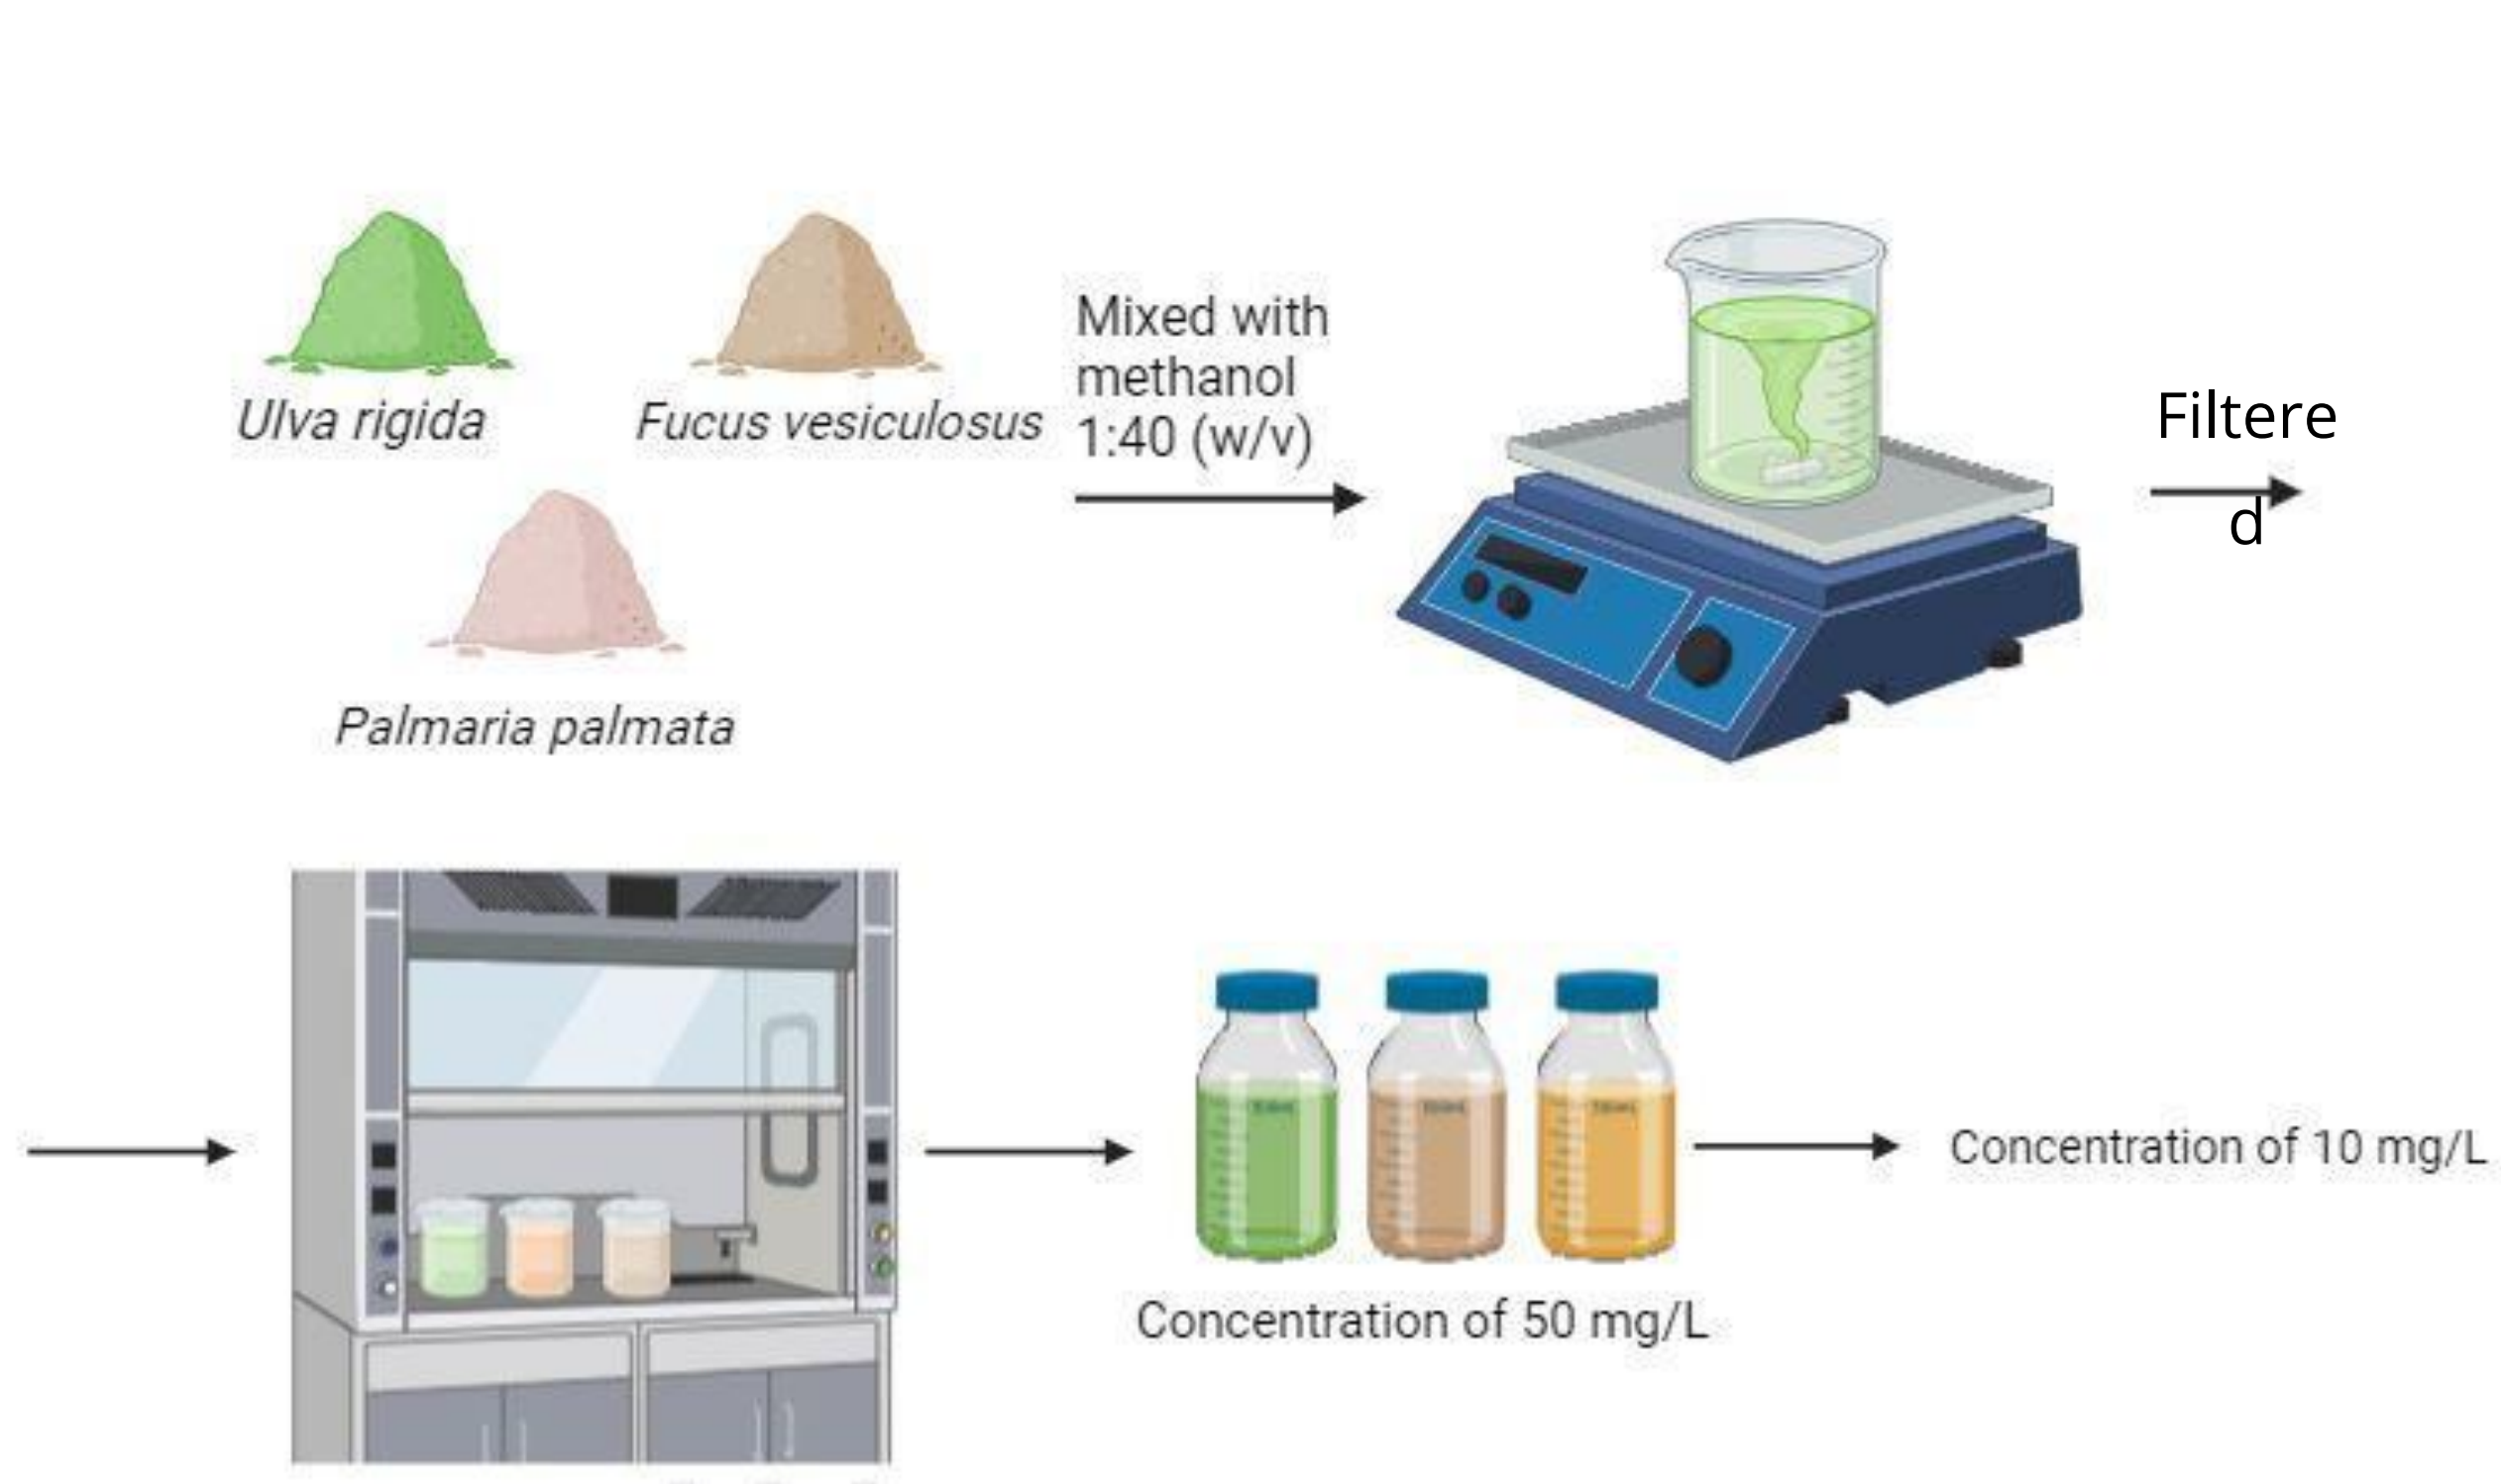 Ulva rigida
Fucus vesiculosus
Palmaria palmata
Mixed with
methanol
1:40 (w/v)
Filtere
d
Concentration of 50 mg/L
Concentration of 10 mg/L